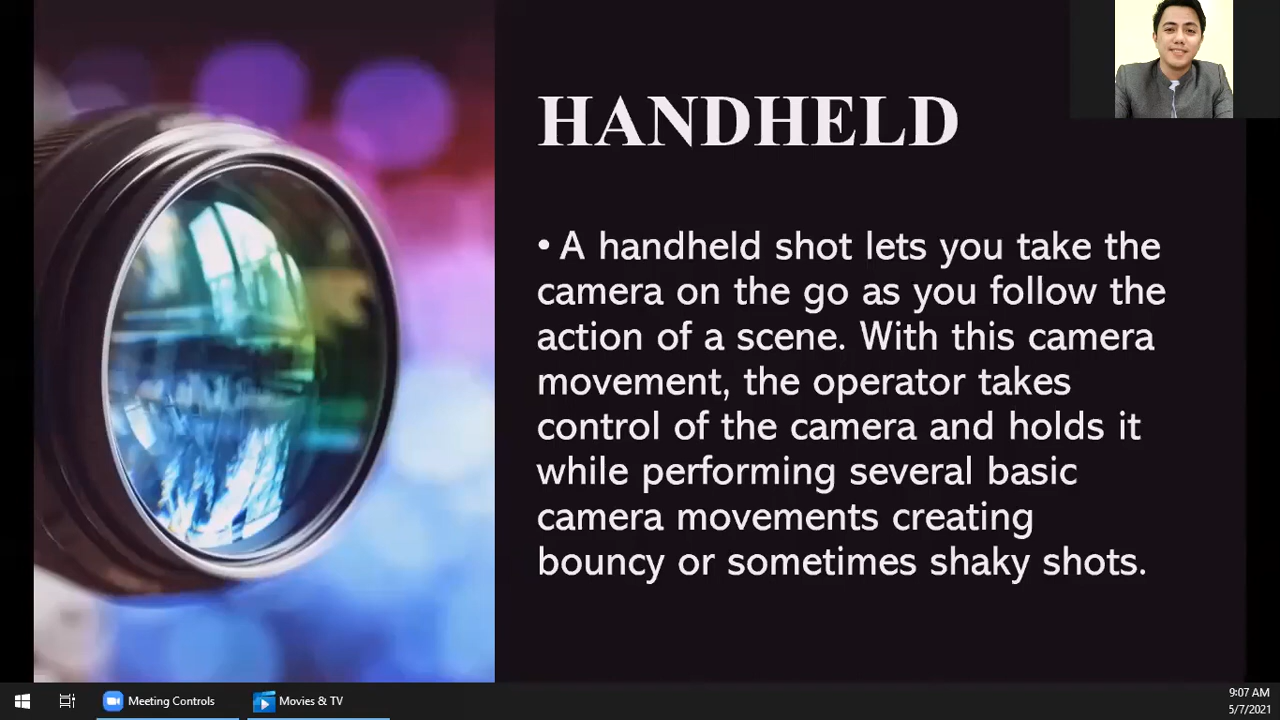 HANDHELD
• A handheld shot lets you take the
camera on the go as you follow the
action of a scene. With this camera
movement, the operator takes
control of the camera and holds it
while performing several basic
camera movements creating
bouncy or sometimes shaky shots.
Meeting Controls
Movies & TV
9:07 AM
5/7/2021